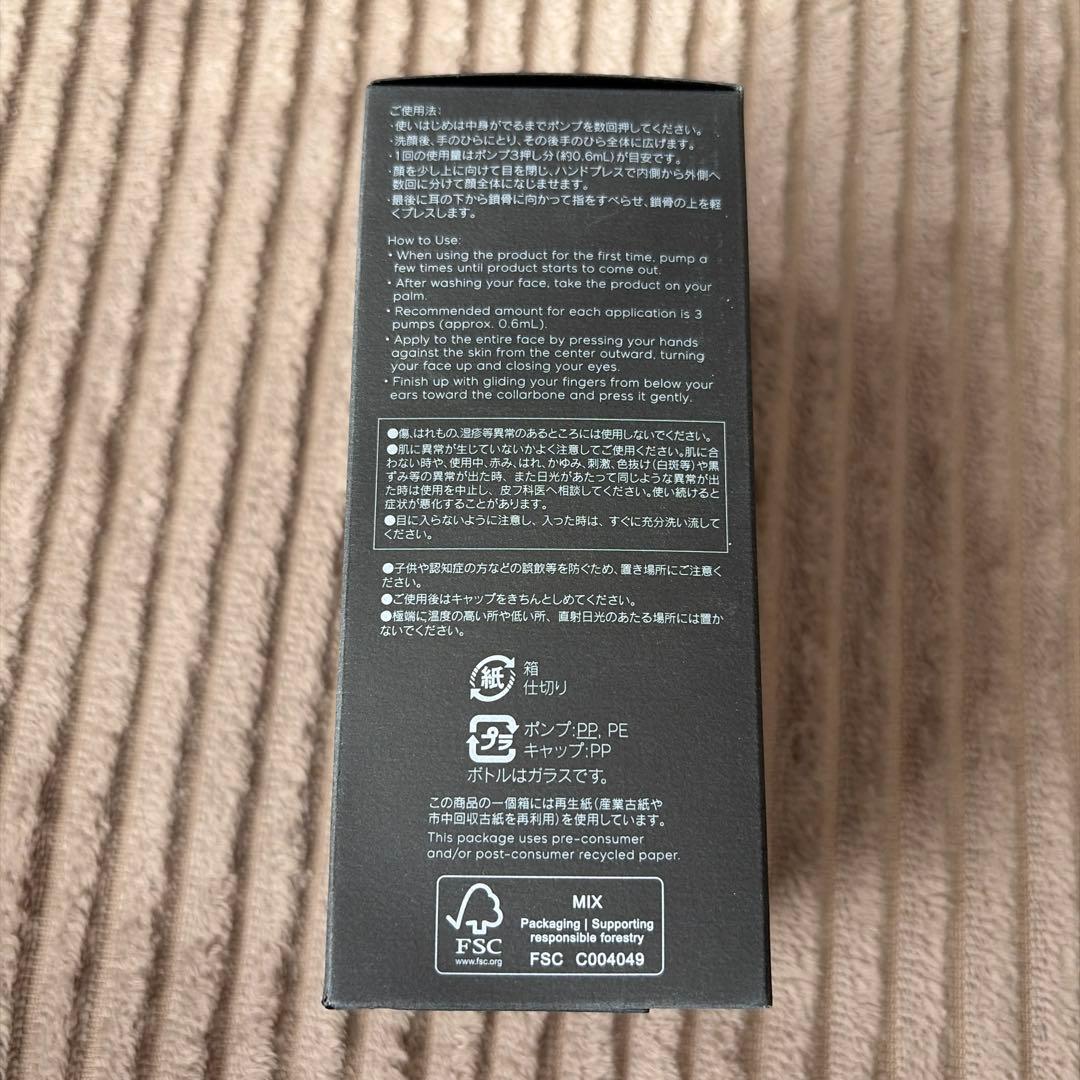 ご使用法:
・使いはじめは中身がでるまでポンプを数回押してください。
・洗顔後、手のひらにとり、その後手のひら全体に広げます。
・1回の使用量はポンプ3押し分(約0.6mL)が目安です。
・顔を少し上に向けて目を閉じ、ハンドプレスで内側から外側へ
数回に分けて顔全体になじませます。
・最後に耳の下から鎖骨に向かって指をすべらせ、鎖骨の上を軽
くプレスします。
How to Use:
・When using the product for the first time, pump a
few times until product starts to come out.
・After washing your face, take the product on your
palm.
・Recommended amount for each application is 3
pumps (approx. 0.6mL).
・Apply to the entire face by pressing your hands
against the skin from the center outward, turning
your face up and closing your eyes.
・Finish up with gliding your fingers from below your
ears toward the collarbone and press it gently.
●傷、はれもの、湿疹等異常のあるところには使用しないでください。
●肌に異常が生じていないかよく注意してご使用ください。肌に合
わない時や、使用中、赤み、はれ、かゆみ、刺激、色抜け(白斑等)や黒
ずみ等の異常が出た時、また日光があたって同じような異常が出
た時は使用を中止し、皮フ科医へ相談してください。使い続けると
症状が悪化することがあります。
●目に入らないように注意し、入った時は、すぐに充分洗い流して
ください。
●子供や認知症の方などの誤飲等を防ぐため、置き場所にご注意く
ださい。
●ご使用後はキャップをきちんとしめてください。
●極端に温度の高い所や低い所、直射日光のあたる場所には置か
ないでください。
紙 箱
仕切り
プラ ポンプ:PP, PE
キャップ:PP
ボトルはガラスです。
この商品の一個箱には再生紙(産業古紙や
市中回収古紙を再利用)を使用しています。
This package uses pre-consumer
and/or post-consumer recycled paper.
MIX
Packaging | Supporting
responsible forestry
FSC C004049
FSC
www.fsc.org